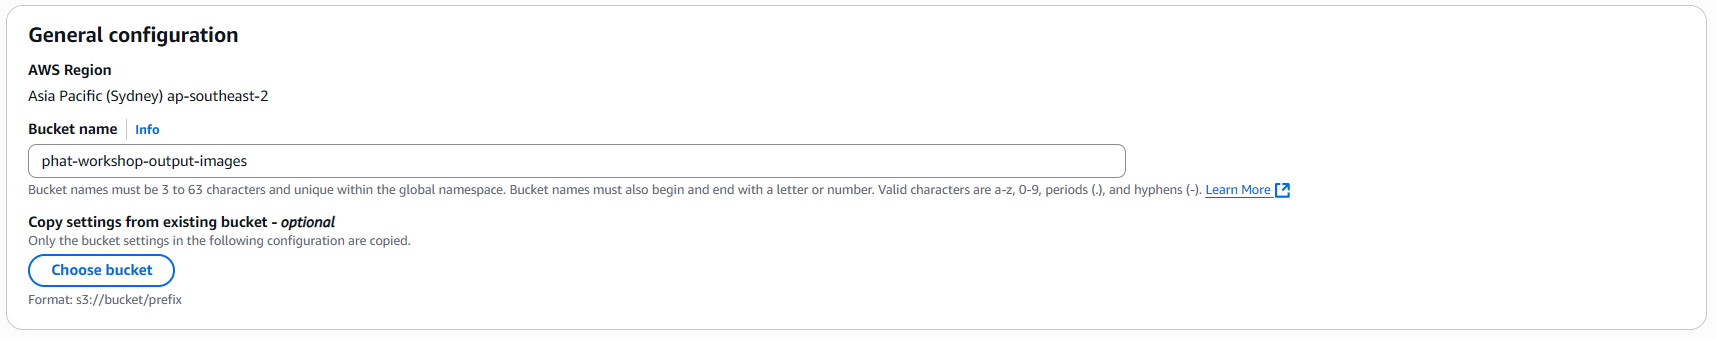 General configuration
AWS Region
Asia Pacific (Sydney) ap-southeast-2
Bucket name Info
phat-workshop-output-images
Bucket names must be 3 to 63 characters and unique within the global namespace. Bucket names must also begin and end with a letter or number. Valid characters are a-z, 0-9, periods (.), and hyphens (-). Learn More
Copy settings from existing bucket - optional
Only the bucket settings in the following configuration are copied.
Choose bucket
Format: s3://bucket/prefix